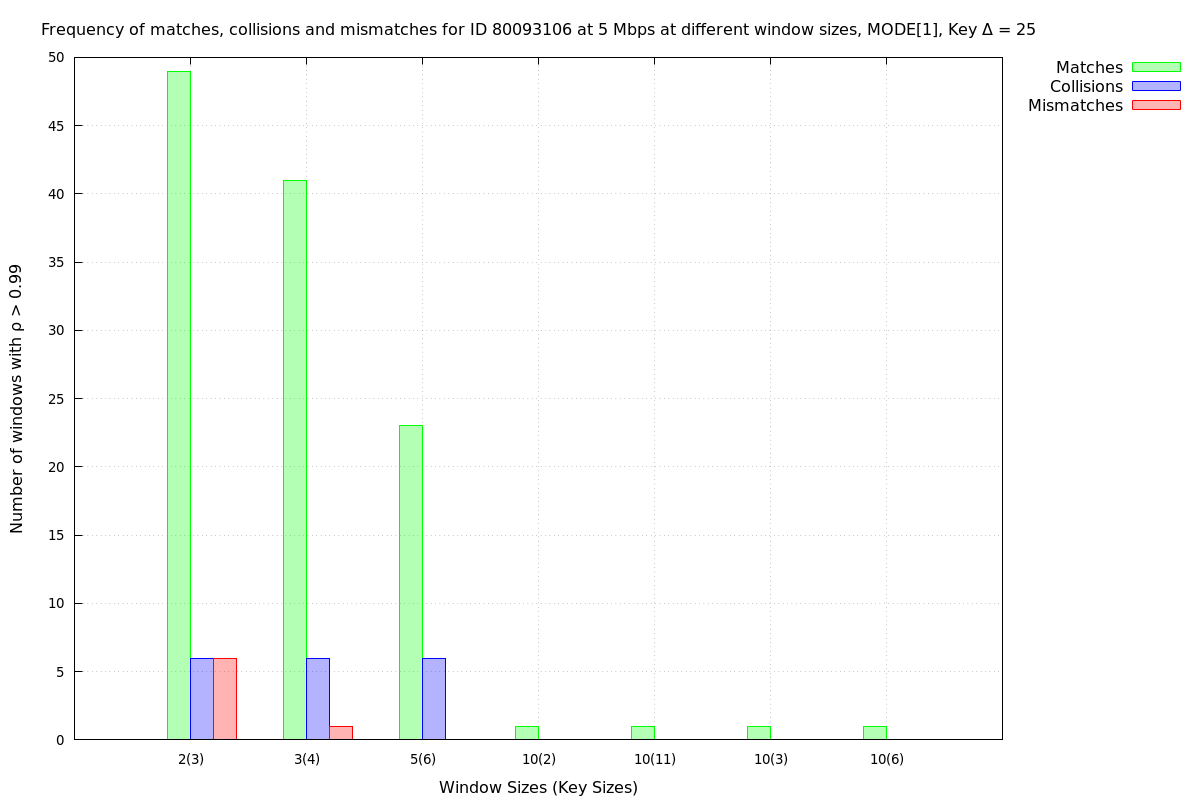 Frequency of matches, collisions and mismatches for ID 80093106 at 5 Mbps at different window sizes, MODE[1], Key Δ = 25
Matches
Collisions
Mismatches
Number of windows with ρ > 0.99
50
45
40
35
30
25
20
15
10
5
0
2(3) 3(4) 5(6) 10(2) 10(11) 10(3) 10(6)
Window Sizes (Key Sizes)